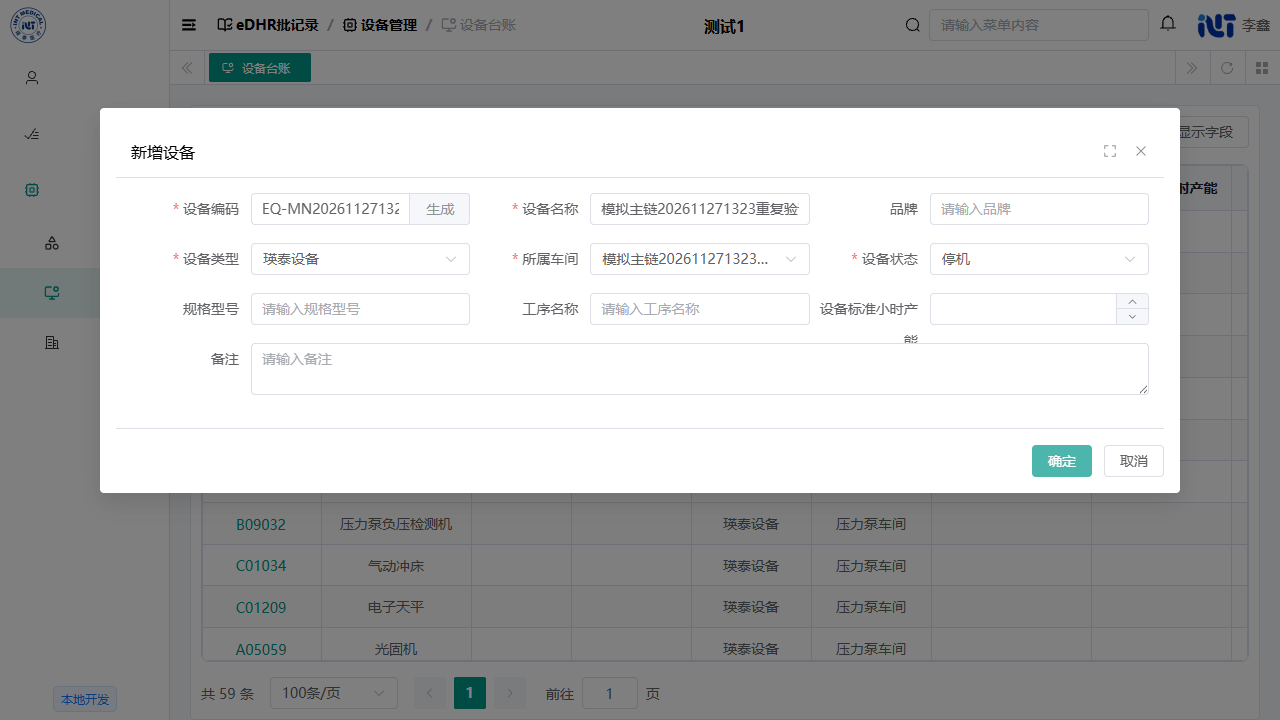 eDHR批记录 / 设备管理 / 设备台账
测试1
请输入菜单内容
李鑫
设备台账
显示字段
新增设备
* 设备编码 EQ-MN20261127132 生成
* 设备名称 模拟主链202611271323重复验
品牌 请输入品牌
* 设备类型 瑛泰设备
* 所属车间 模拟主链202611271323...
* 设备状态 停机
规格型号 请输入规格型号
工序名称 请输入工序名称
设备标准小时产能
备注 请输入备注
确定 取消
时产能
B09032 压力泵负压检测机 瑛泰设备 压力泵车间
C01034 气动冲床 瑛泰设备 压力泵车间
C01209 电子天平 瑛泰设备 压力泵车间
A05059 光固机 瑛泰设备 压力泵车间
共 59 条 100条/页 1 前往 1 页
本地开发